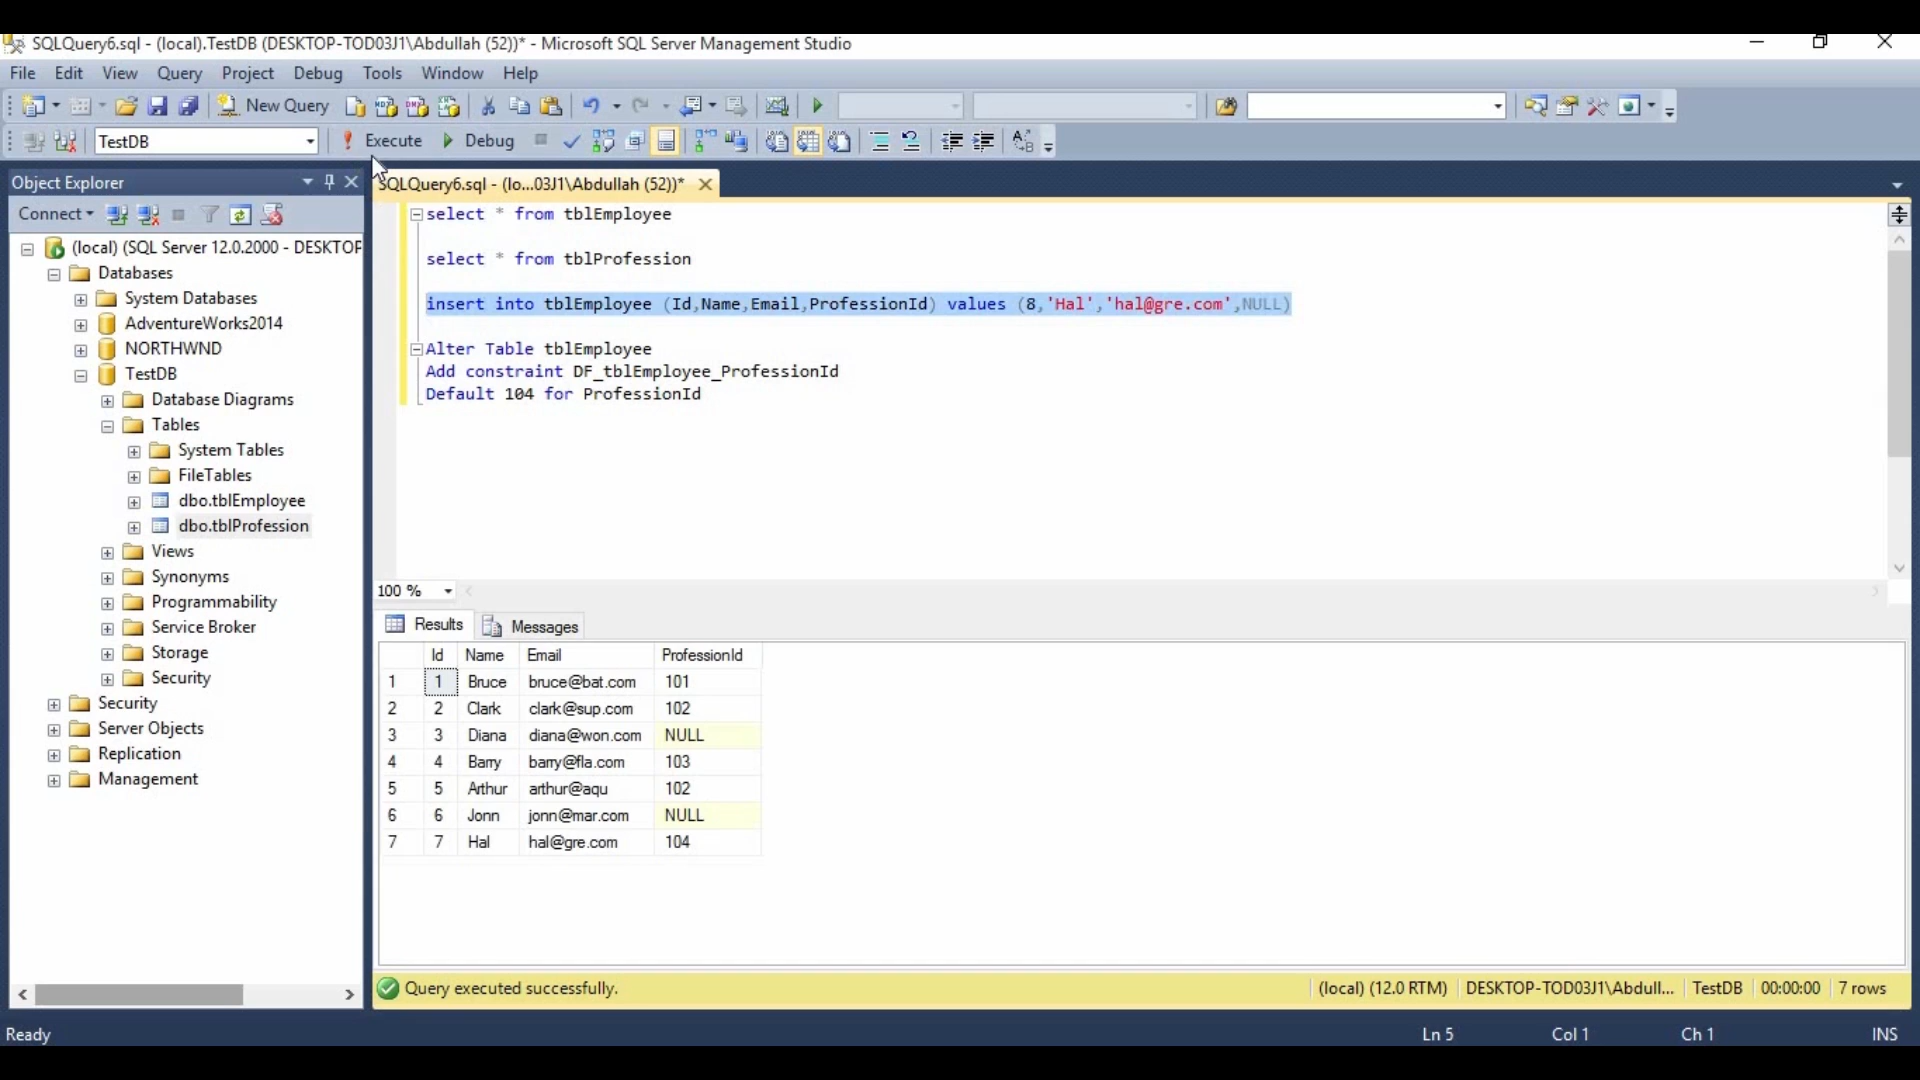 SQLQuery6.sql - (local).TestDB (DESKTOP-TOD03J1\Abdullah (52))* - Microsoft SQL Server Management Studio
File Edit View Query Project Debug Tools Window Help
New Query
TestDB Execute Debug
Object Explorer
Connect
(local) (SQL Server 12.0.2000 - DESKTOP
Databases
System Databases
AdventureWorks2014
NORTHWND
TestDB
Database Diagrams
Tables
System Tables
FileTables
dbo.tblEmployee
dbo.tblProfession
Views
Synonyms
Programmability
Service Broker
Storage
Security
Security
Server Objects
Replication
Management
SQLQuery6.sql - (lo...03J1\Abdullah (52))*
select * from tblEmployee
select * from tblProfession
insert into tblEmployee (Id,Name,Email,ProfessionId) values (8,'Hal','hal@gre.com',NULL)
Alter Table tblEmployee
Add constraint DF_tblEmployee_ProfessionId
Default 104 for ProfessionId
100 %
Results Messages
Id Name Email ProfessionId
1 1 Bruce bruce@bat.com 101
2 2 Clark clark@sup.com 102
3 3 Diana diana@won.com NULL
4 4 Barry barry@fla.com 103
5 5 Arthur arthur@aqu 102
6 6 Jonn jonn@mar.com NULL
7 7 Hal hal@gre.com 104
Query executed successfully. (local) (12.0 RTM) DESKTOP-TOD03J1\Abdull... TestDB 00:00:00 7 rows
Ready Ln 5 Col 1 Ch 1 INS